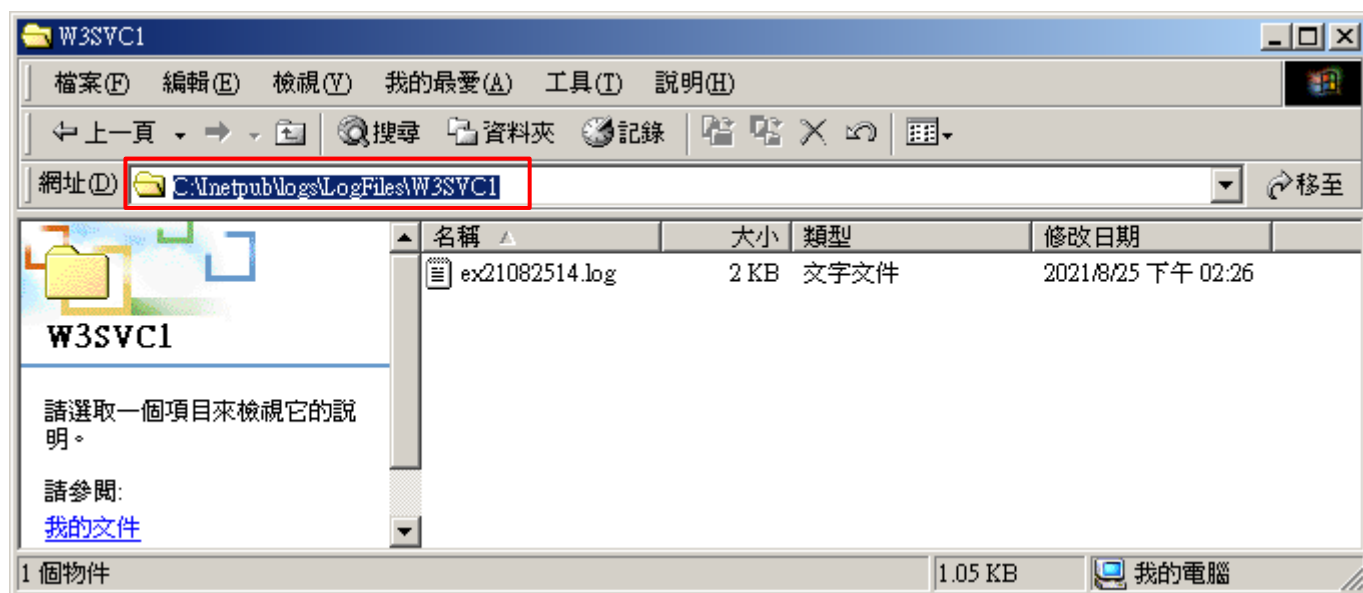 W3SVC1
檔案(F) 編輯(E) 檢視(V) 我的最愛(A) 工具(T) 說明(H)
上一頁 搜尋 資料夾 記錄
網址(D) C:\Inetpub\logs\LogFiles\W3SVC1 移至
名稱 大小 類型 修改日期
ex21082514.log 2 KB 文字文件 2021/8/25 下午 02:26
W3SVC1
請選取一個項目來檢視它的說
明。
請參閱:
我的文件
1 個物件 1.05 KB 我的電腦